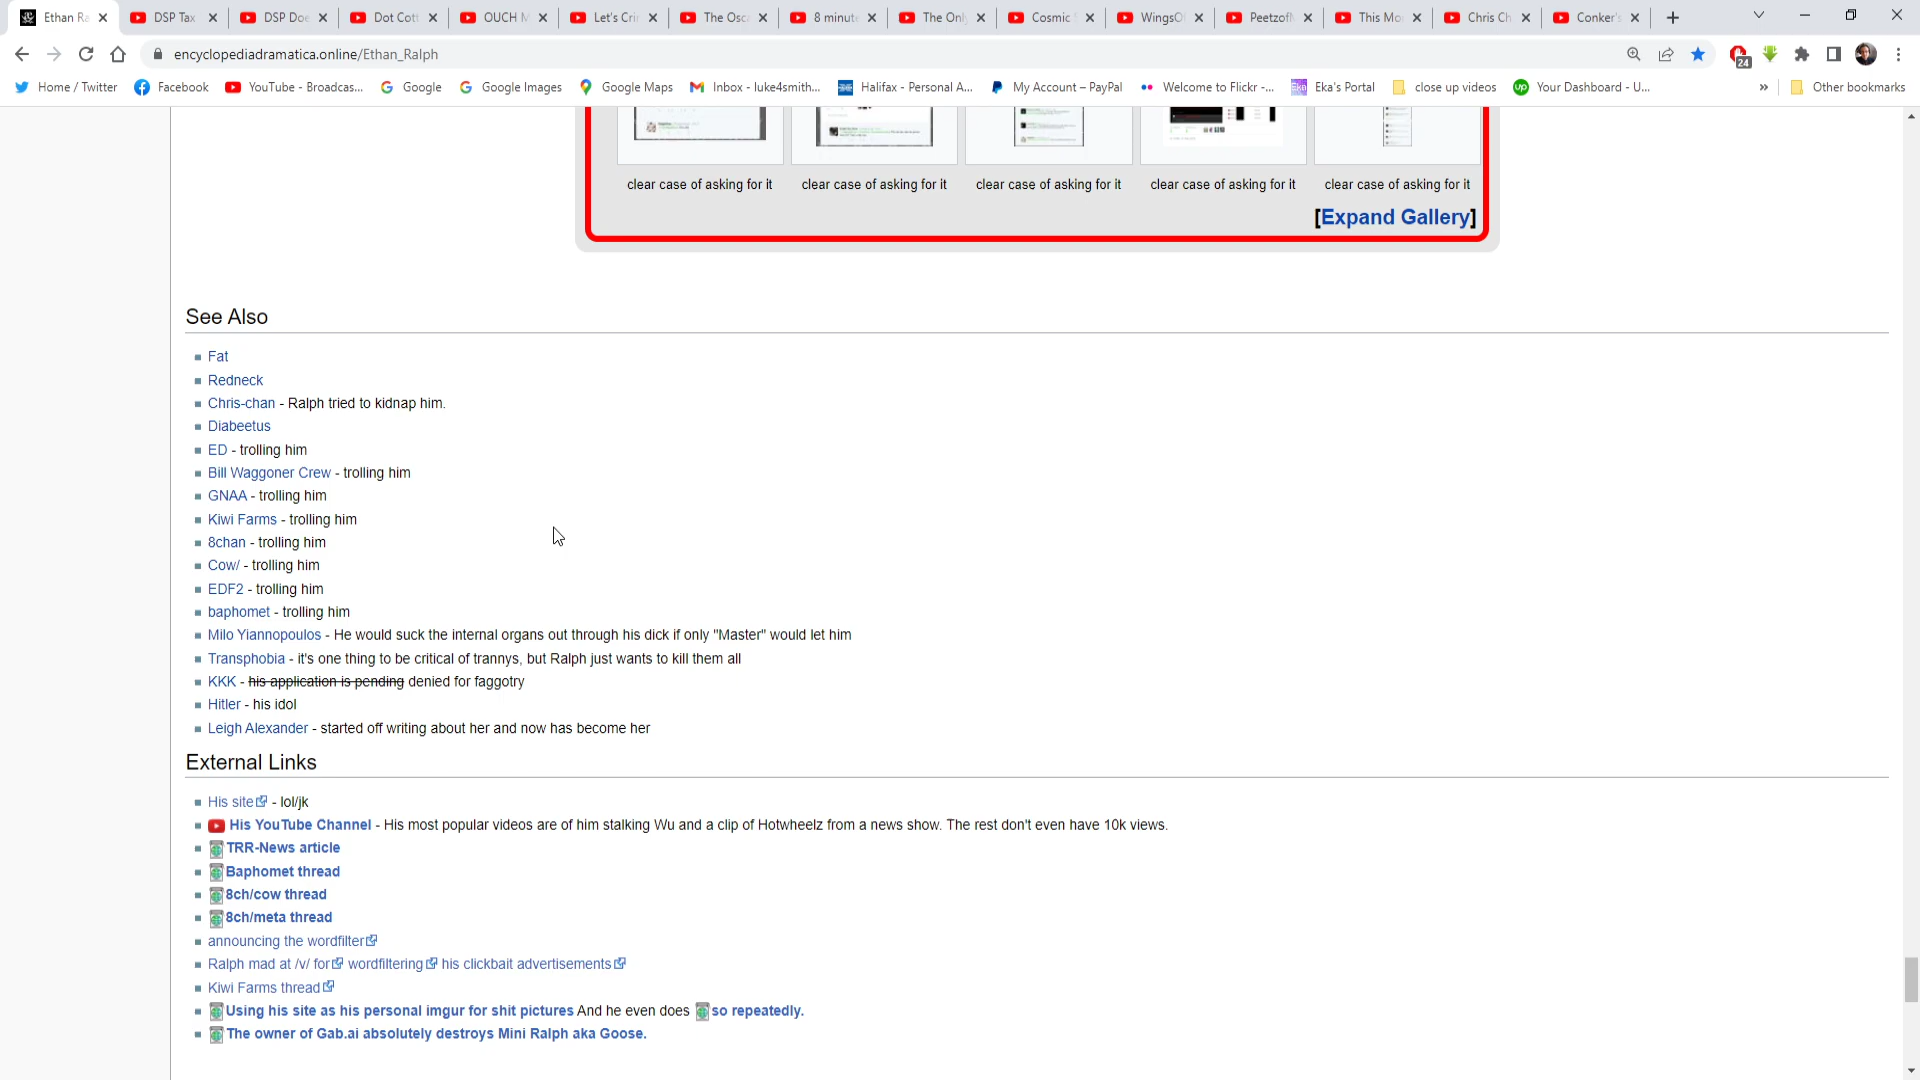 Ethan Ra
DSP Tax
DSP Doe
Dot Cott
OUCH M
Let's Crin
The Osca
8 minute
The Only
Cosmic S
WingsOf
PeetzofM
This Mo
Chris Ch
Conker's
encyclopediadramatica.online/Ethan_Ralph
24
Home / Twitter
Facebook
YouTube - Broadcas...
Google
Google Images
Google Maps
Inbox - luke4smith...
Halifax - Personal A...
My Account – PayPal
Welcome to Flickr -...
Eka's Portal
close up videos
Your Dashboard - U...
»
Other bookmarks
clear case of asking for it
clear case of asking for it
clear case of asking for it
clear case of asking for it
clear case of asking for it
[Expand Gallery]
See Also
Fat
Redneck
Chris-chan - Ralph tried to kidnap him.
Diabeetus
ED - trolling him
Bill Waggoner Crew - trolling him
GNAA - trolling him
Kiwi Farms - trolling him
8chan - trolling him
Cow/ - trolling him
EDF2 - trolling him
baphomet - trolling him
Milo Yiannopoulos - He would suck the internal organs out through his dick if only "Master" would let him
Transphobia - it's one thing to be critical of trannys, but Ralph just wants to kill them all
KKK - his application is pending denied for faggotry
Hitler - his idol
Leigh Alexander - started off writing about her and now has become her
External Links
His site - lol/jk
His YouTube Channel - His most popular videos are of him stalking Wu and a clip of Hotwheelz from a news show. The rest don't even have 10k views.
TRR-News article
Baphomet thread
8ch/cow thread
8ch/meta thread
announcing the wordfilter
Ralph mad at /v/ for wordfiltering his clickbait advertisements
Kiwi Farms thread
Using his site as his personal imgur for shit pictures And he even does so repeatedly.
The owner of Gab.ai absolutely destroys Mini Ralph aka Goose.